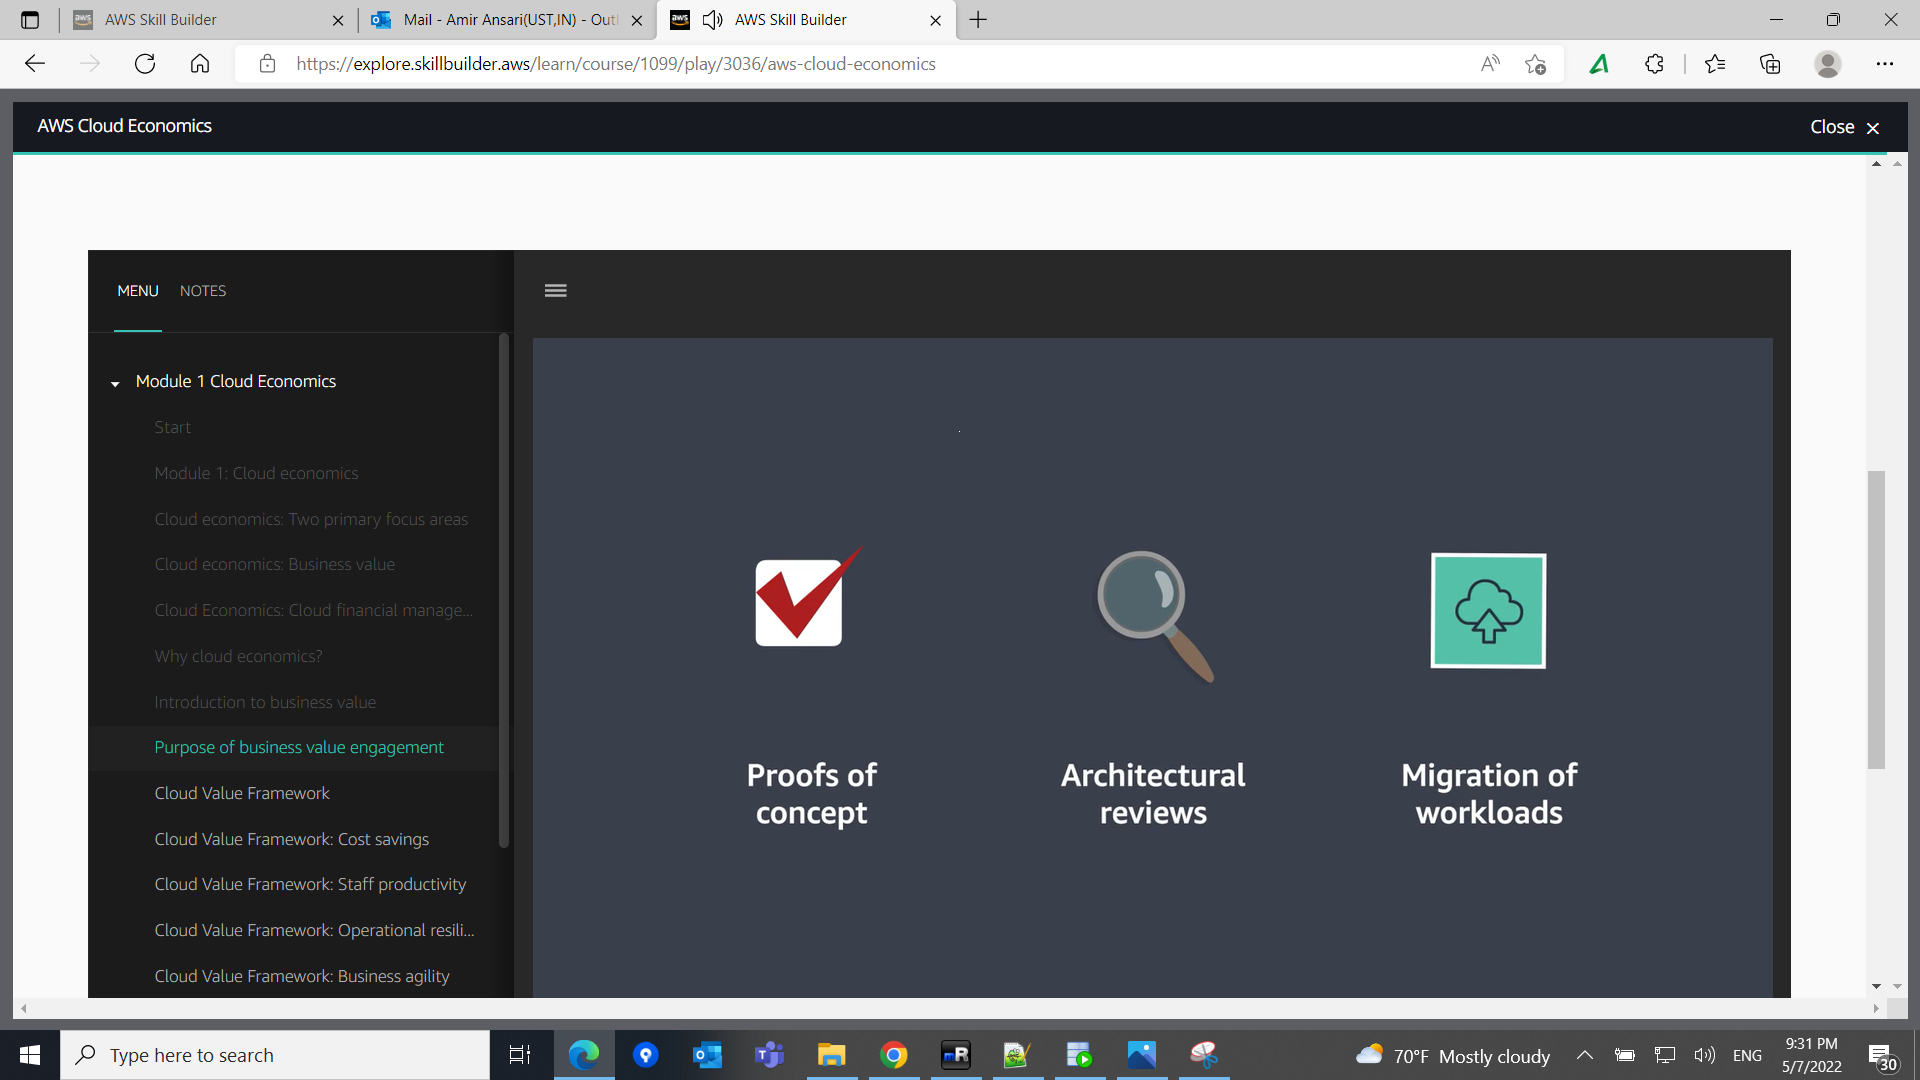 AWS Skill Builder
Mail - Amir Ansari(UST,IN) - Outl
AWS Skill Builder
https://explore.skillbuilder.aws/learn/course/1099/play/3036/aws-cloud-economics
AWS Cloud Economics
Close
MENU NOTES
Module 1 Cloud Economics
Start
Module 1: Cloud economics
Cloud economics: Two primary focus areas
Cloud economics: Business value
Cloud Economics: Cloud financial manage...
Why cloud economics?
Introduction to business value
Purpose of business value engagement
Cloud Value Framework
Cloud Value Framework: Cost savings
Cloud Value Framework: Staff productivity
Cloud Value Framework: Operational resili...
Cloud Value Framework: Business agility
Proofs of
concept
Architectural
reviews
Migration of
workloads
Type here to search
70°F Mostly cloudy
ENG
9:31 PM
5/7/2022
30